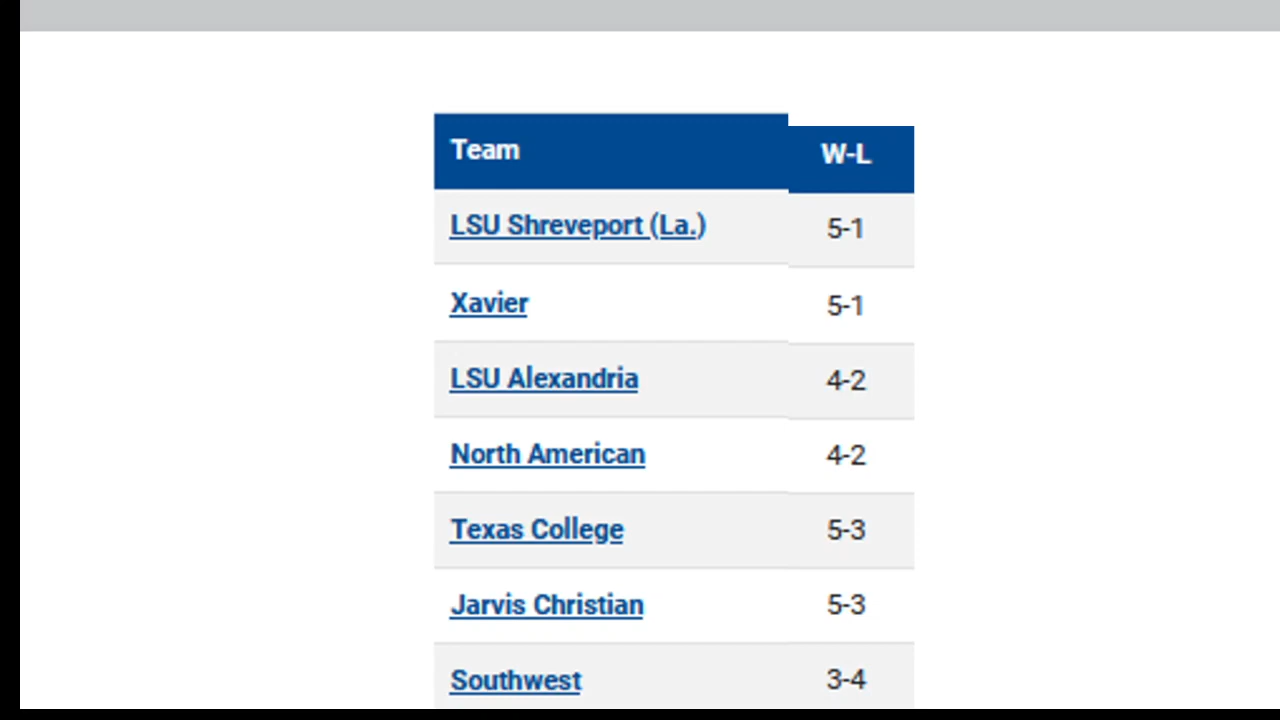 Team W-L
LSU Shreveport (La.) 5-1
Xavier 5-1
LSU Alexandria 4-2
North American 4-2
Texas College 5-3
Jarvis Christian 5-3
Southwest 3-4